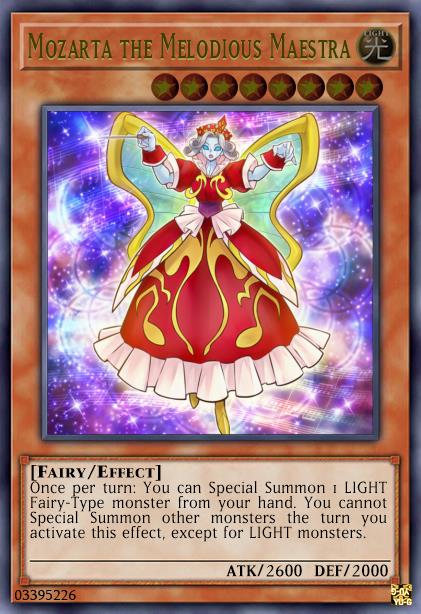 Mozarta the Melodious Maestra
LIGHT
光
[Fairy/Effect]
Once per turn: You can Special Summon 1 LIGHT
Fairy-Type monster from your hand. You cannot
Special Summon other monsters the turn you
activate this effect, except for LIGHT monsters.
ATK/2600 DEF/2000
03395226